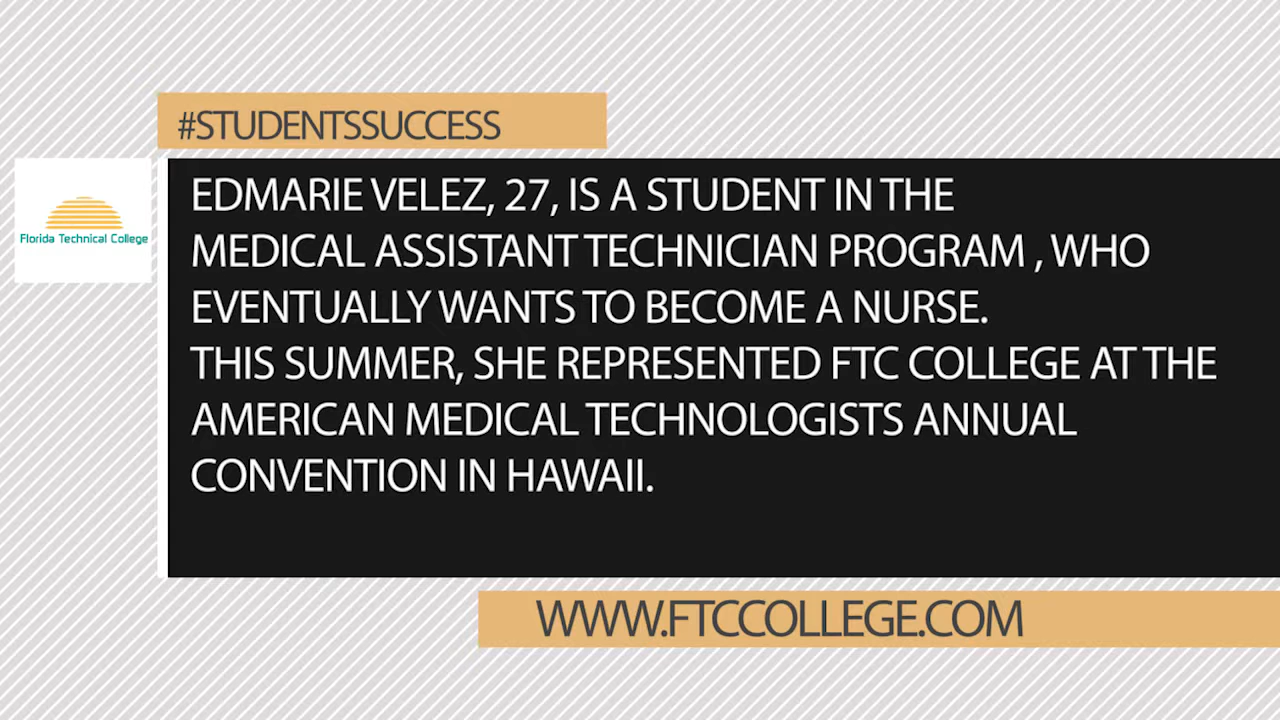 #STUDENTSSUCCESS
Florida Technical College
EDMARIE VELEZ, 27, IS A STUDENT IN THE
MEDICAL ASSISTANT TECHNICIAN PROGRAM , WHO
EVENTUALLY WANTS TO BECOME A NURSE.
THIS SUMMER, SHE REPRESENTED FTC COLLEGE AT THE
AMERICAN MEDICAL TECHNOLOGISTS ANNUAL
CONVENTION IN HAWAII.
WWW.FTCCOLLEGE.COM